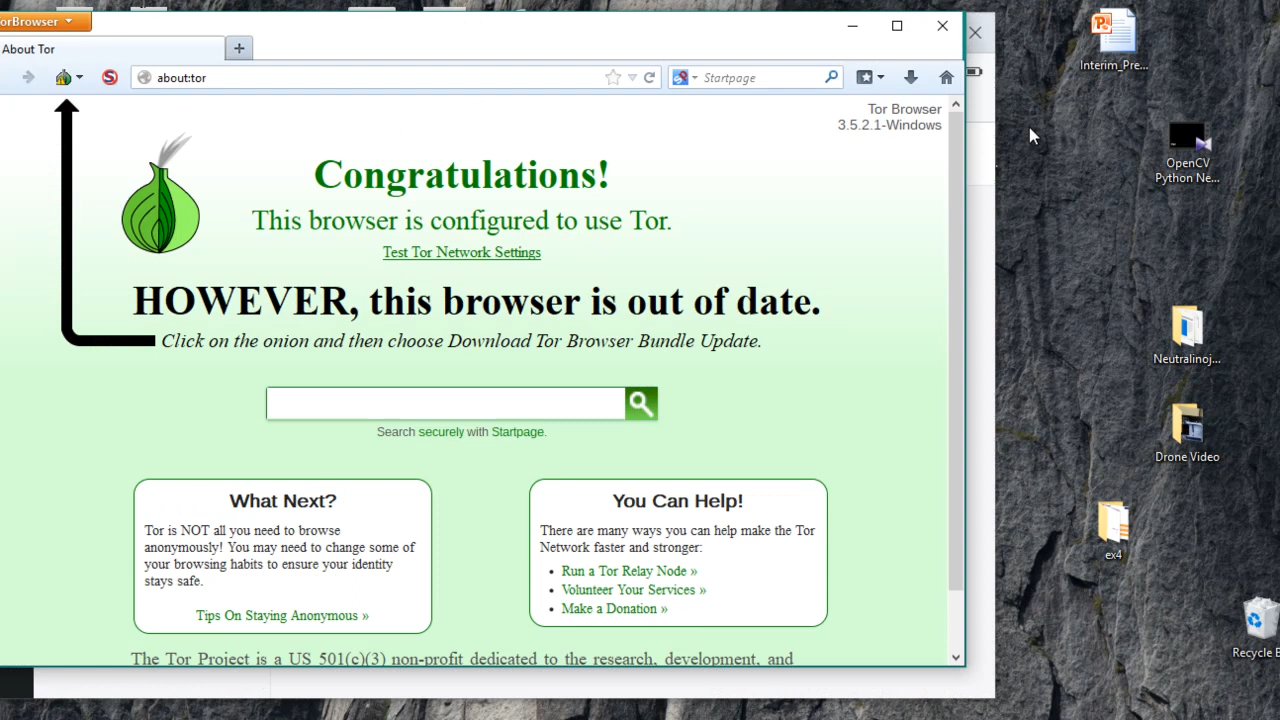 orBrowser
About Tor
about:tor
Startpage
Tor Browser
3.5.2.1-Windows
Congratulations!
This browser is configured to use Tor.
Test Tor Network Settings
HOWEVER, this browser is out of date.
Click on the onion and then choose Download Tor Browser Bundle Update.
Search securely with Startpage.
What Next?
Tor is NOT all you need to browse
anonymously! You may need to change some of
your browsing habits to ensure your identity
stays safe.
Tips On Staying Anonymous »
You Can Help!
There are many ways you can help make the Tor
Network faster and stronger:
• Run a Tor Relay Node »
• Volunteer Your Services »
• Make a Donation »
The Tor Project is a US 501(c)(3) non-profit dedicated to the research, development, and
Interim_Pre...
OpenCV
Python Ne...
Neutralinoj...
Drone Video
ex4
Recycle B